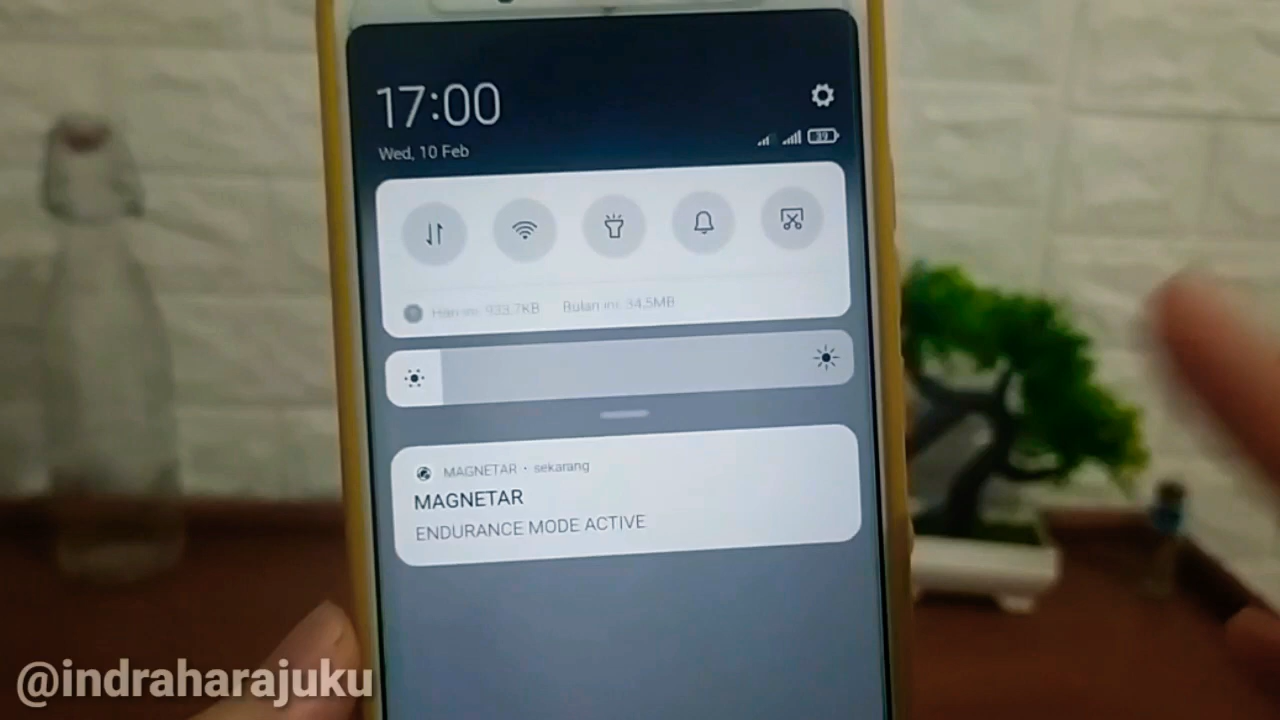 17:00
Wed, 10 Feb
39
Hari ini: 933,7KB Bulan ini: 34,5MB
MAGNETAR • sekarang
MAGNETAR
ENDURANCE MODE ACTIVE
@indraharajuku